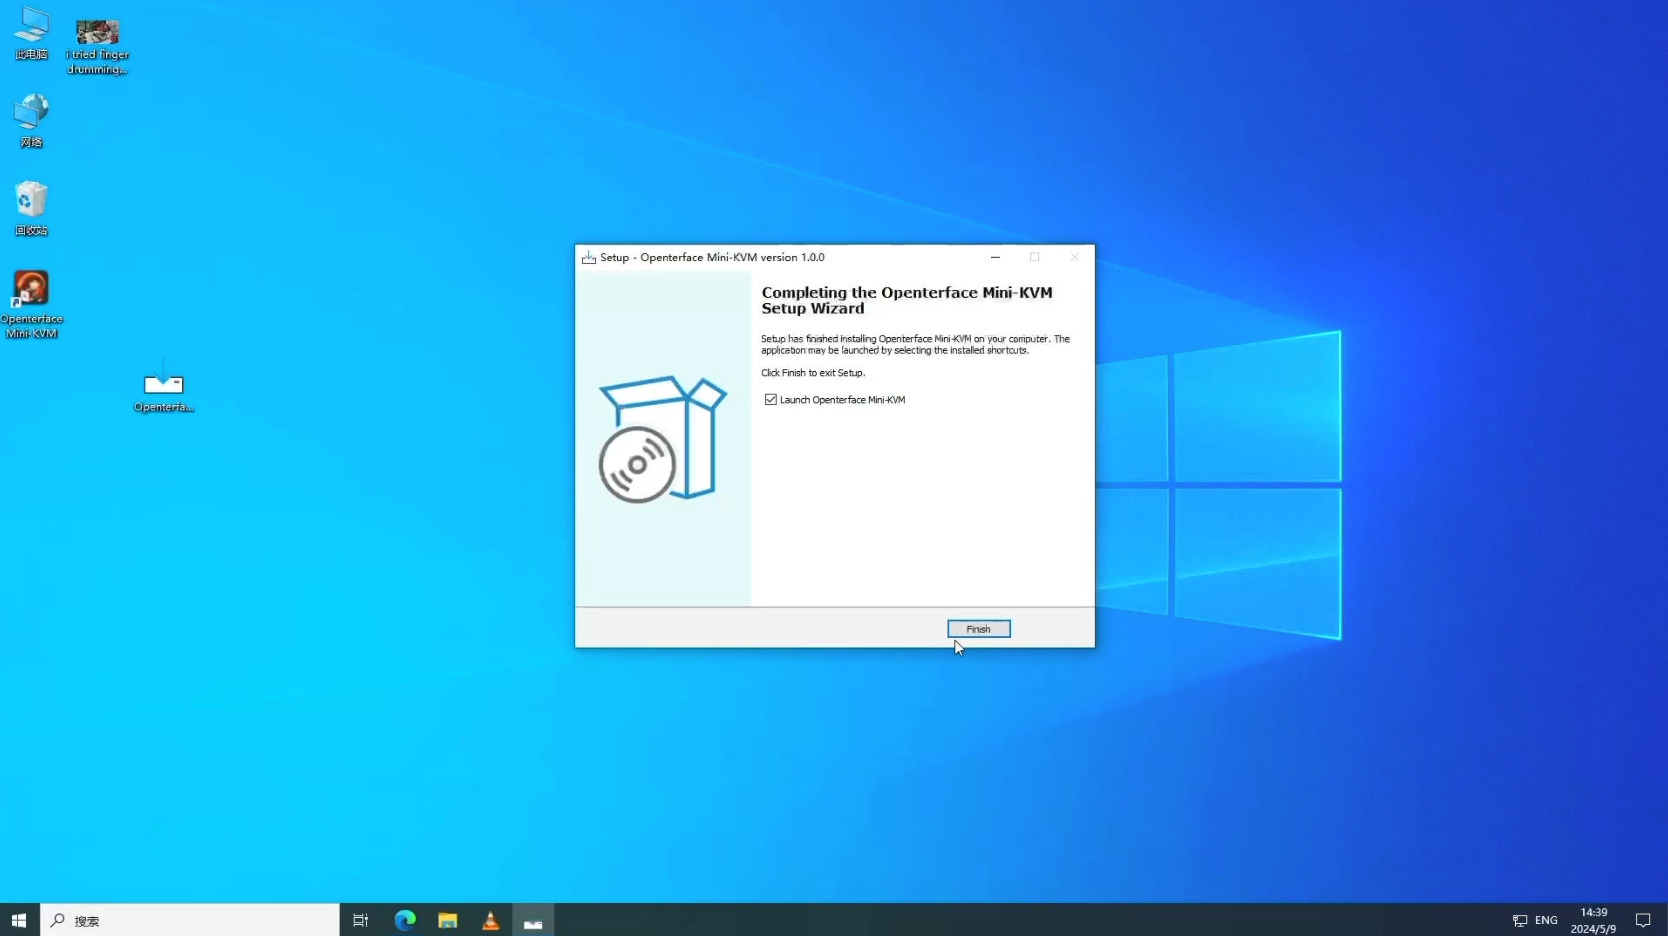 此电脑
i tried finger
drumming...
网络
回收站
Openterface
Mini-KVM
Openterfa...
Setup - Openterface Mini-KVM version 1.0.0
Completing the Openterface Mini-KVM
Setup Wizard
Setup has finished installing Openterface Mini-KVM on your computer. The
application may be launched by selecting the installed shortcuts.
Click Finish to exit Setup.
Launch Openterface Mini-KVM
Finish
搜索
ENG
14:39
2024/5/9